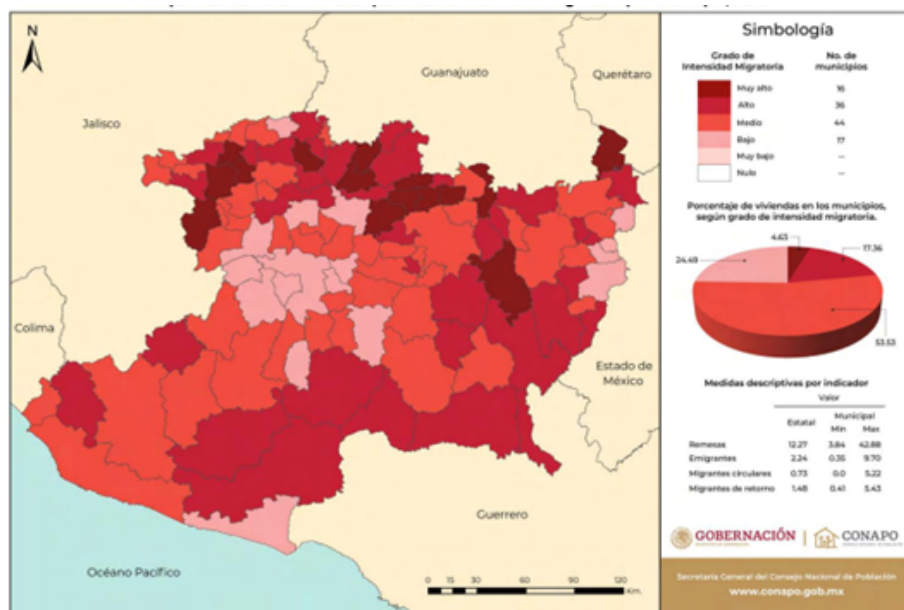 N
Jalisco
Guanajuato
Querétaro
Colima
Estado de
México
Guerrero
Océano Pacífico
0 15 30 60 90 120
Km.
Simbología
Grado de
Intensidad Migratoria
No. de
municipios
Muy alto 16
Alto 36
Medio 44
Bajo 17
Muy bajo --
Nulo --
Porcentaje de viviendas en los municipios,
según grado de intensidad migratoria.
4.63
17.36
24.49
53.53
Medidas descriptivas por indicador
Valor
Estatal Municipal
Min Max
Remesas 12.27 3.84 42.88
Emigrantes 2.24 0.35 9.70
Migrantes circulares 0.73 0.0 5.22
Migrantes de retorno 1.48 0.41 5.43
GOBERNACIÓN
CONAPO
Secretaría General del Consejo Nacional de Población
www.conapo.gob.mx